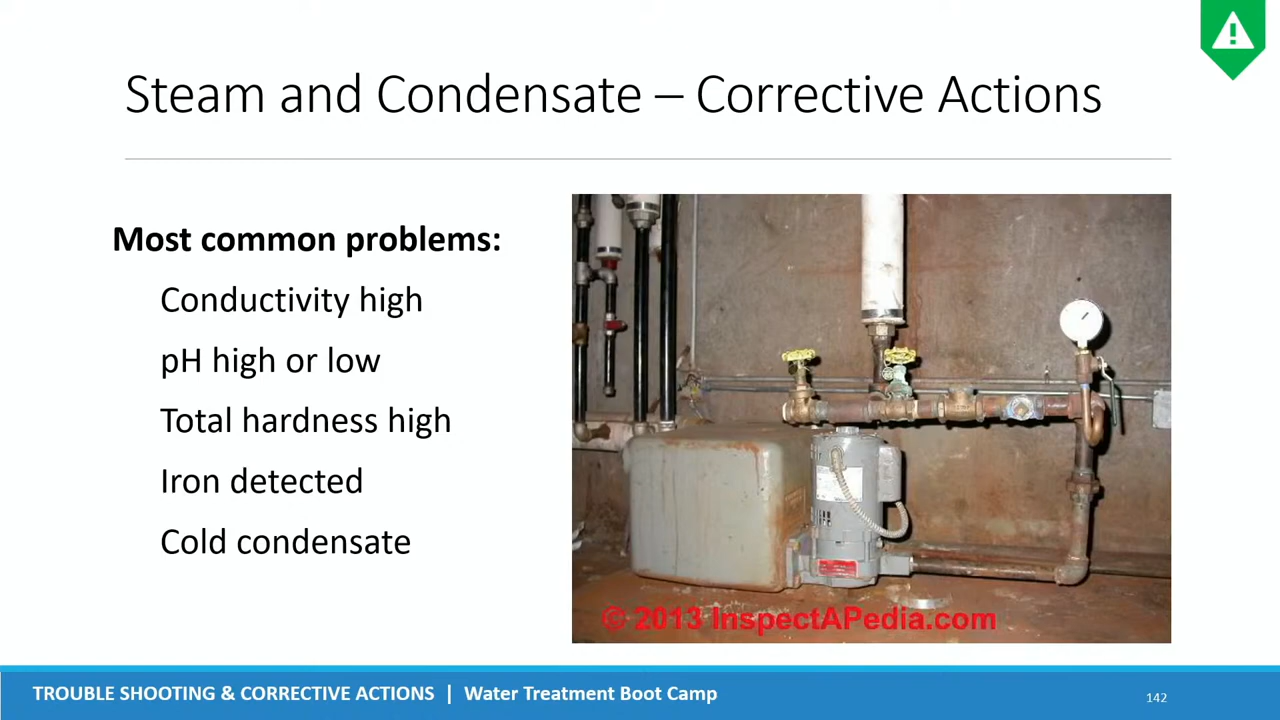 Steam and Condensate – Corrective Actions
Most common problems:
Conductivity high
pH high or low
Total hardness high
Iron detected
Cold condensate
© 2013 InspectAPedia.com
TROUBLE SHOOTING & CORRECTIVE ACTIONS | Water Treatment Boot Camp
142